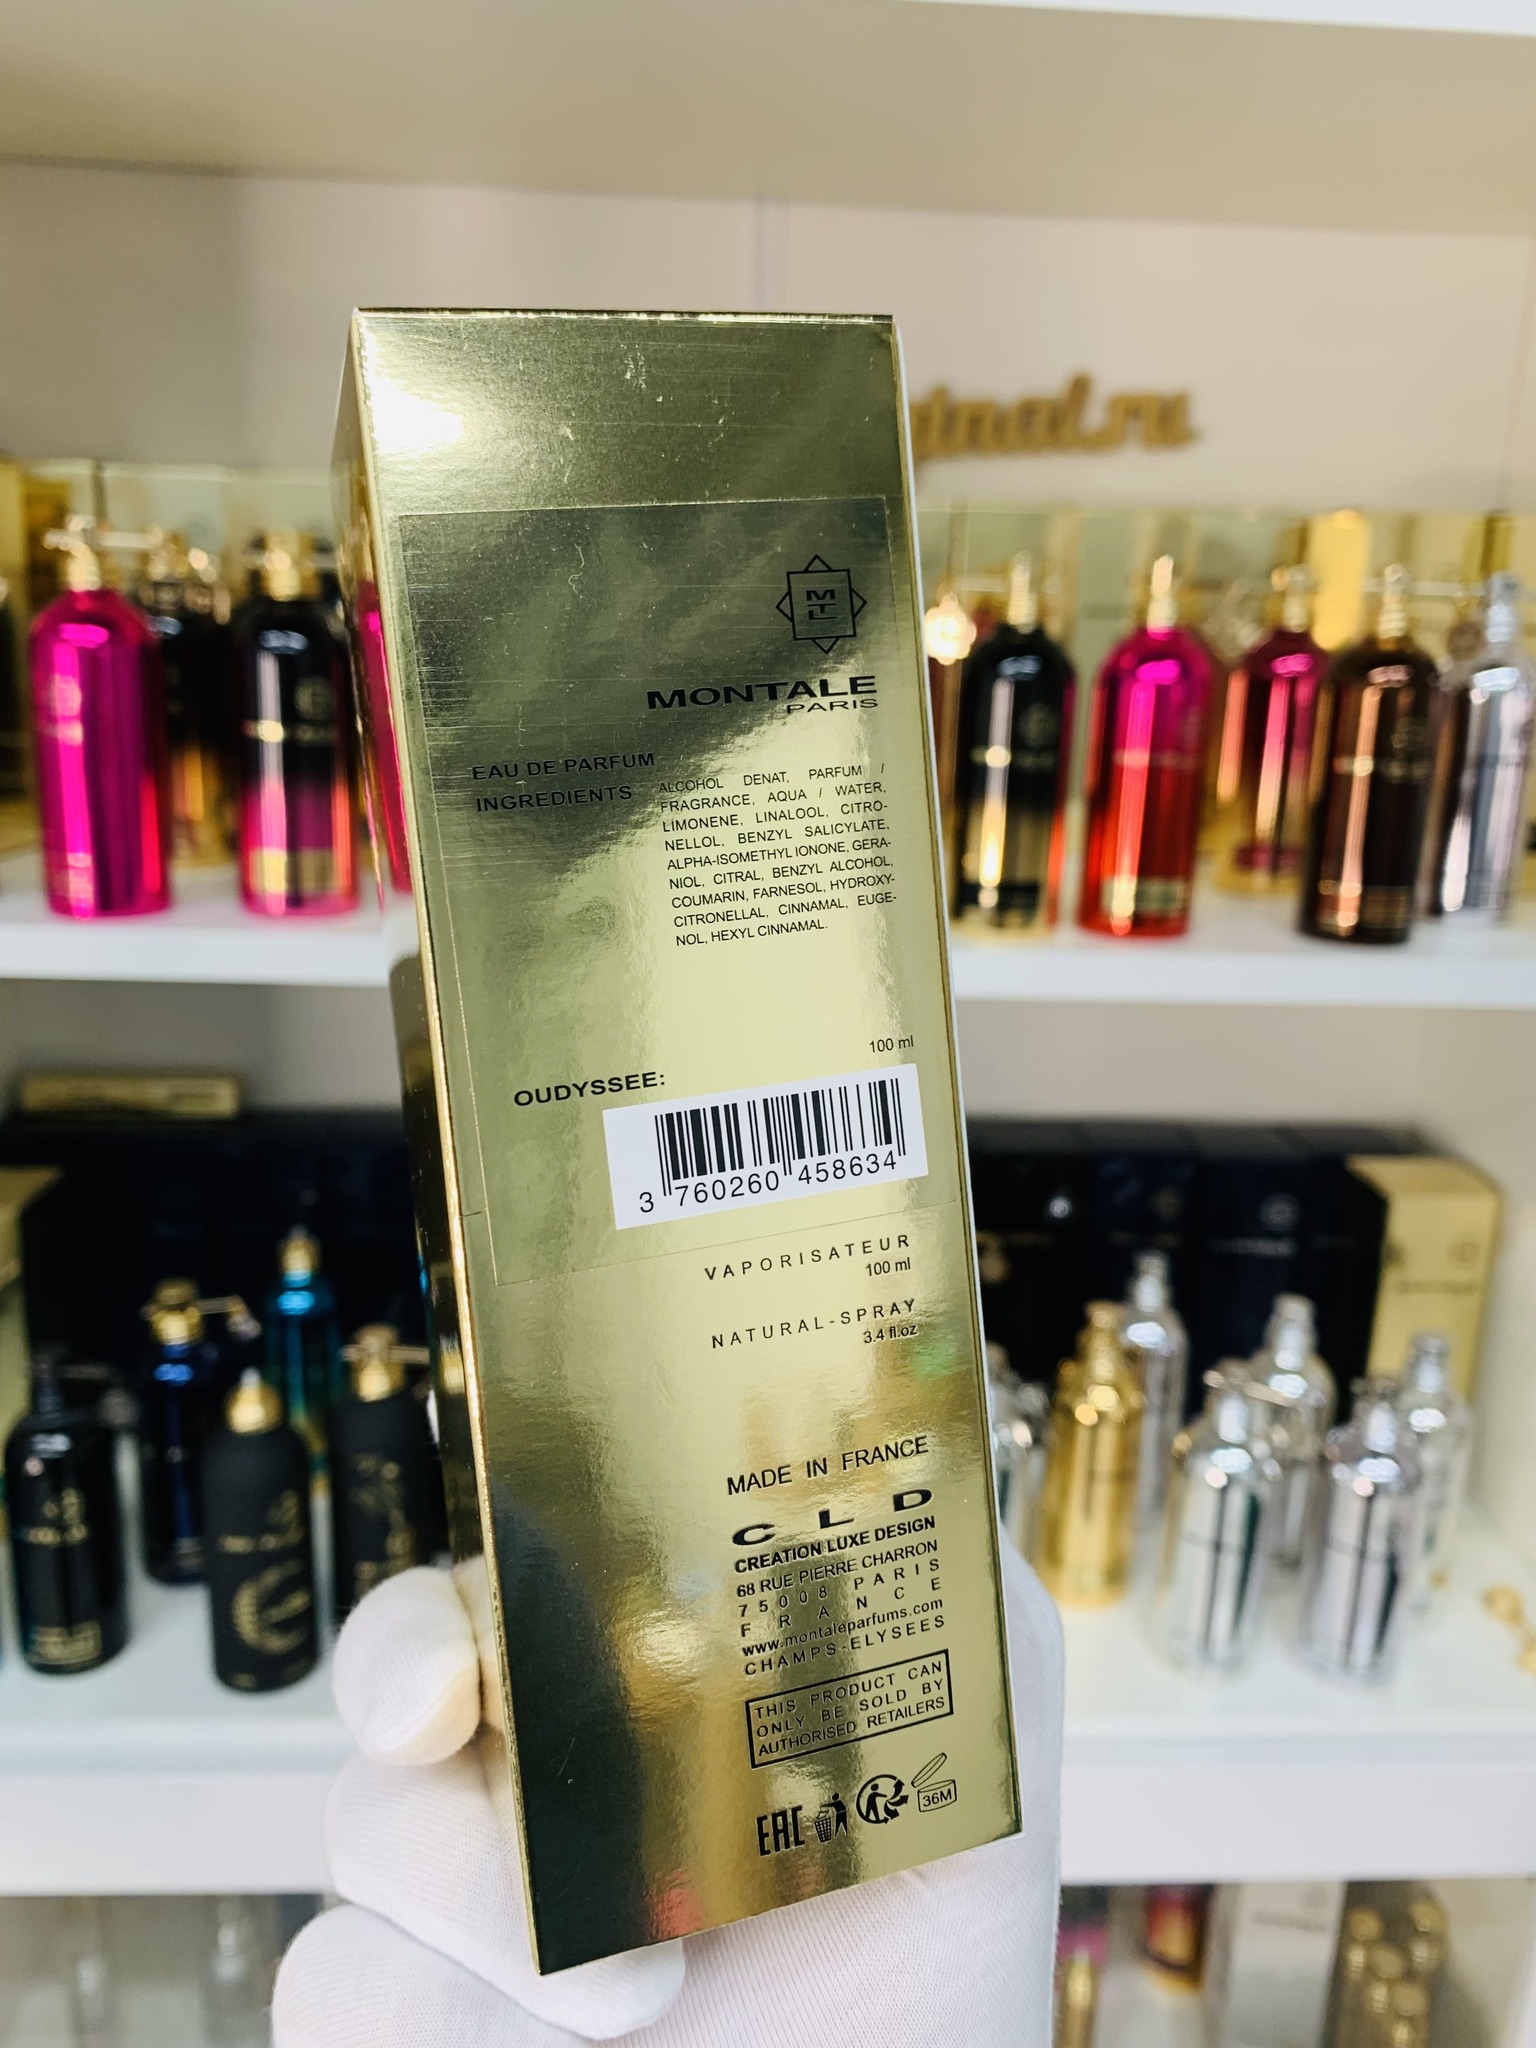 ginal.ru
MTL
MONTALE
PARIS
EAU DE PARFUM
INGREDIENTS
ALCOHOL DENAT, PARFUM /
FRAGRANCE, AQUA / WATER,
LIMONENE, LINALOOL, CITRO-
NELLOL, BENZYL SALICYLATE,
ALPHA-ISOMETHYL IONONE, GERA-
NIOL, CITRAL, BENZYL ALCOHOL,
COUMARIN, FARNESOL, HYDROXY-
CITRONELLAL, CINNAMAL, EUGE-
NOL, HEXYL CINNAMAL.
100 ml
OUDYSSEE:
3 760260 458634
VAPORISATEUR
100 ml
NATURAL-SPRAY
3.4 fl.oz
MADE IN FRANCE
CLD
CREATION LUXE DESIGN
68 RUE PIERRE CHARRON
75008 PARIS
FRANCE
www.montaleparfums.com
CHAMPS-ELYSEES
THIS PRODUCT CAN
ONLY BE SOLD BY
AUTHORISED RETAILERS
EAC
36M